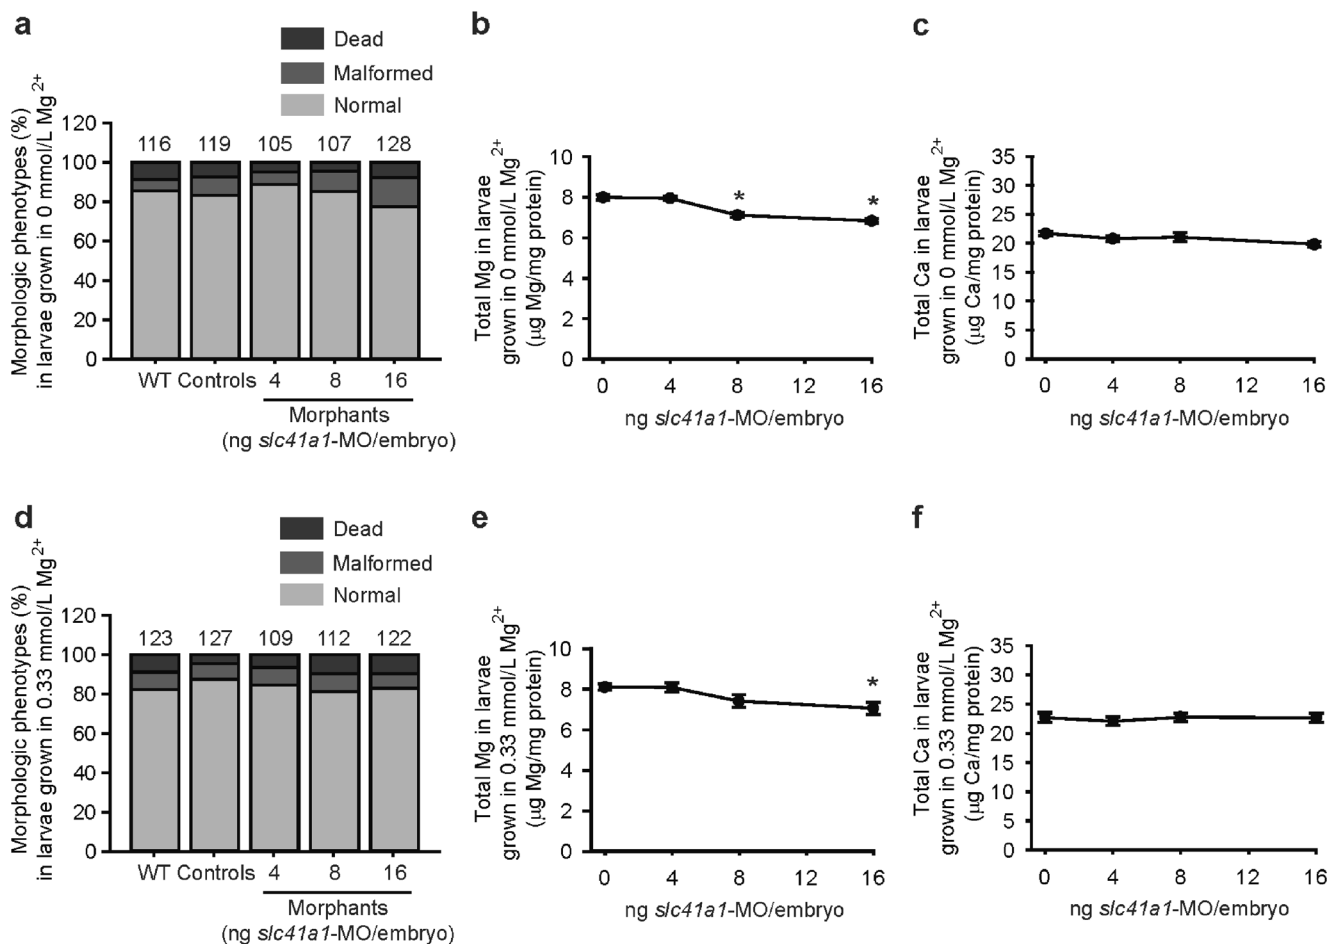 a
Dead
Malformed
Normal
Morphologic phenotypes (%)
in larvae grown in 0 mmol/L Mg2+
120
100
80
60
40
20
0
116 119 105 107 128
WT Controls 4 8 16
Morphants
(ng slc41a1-MO/embryo)
b
Total Mg in larvae
grown in 0 mmol/L Mg2+
(µg Mg/mg protein)
10
8
6
4
2
0
* *
0 4 8 12 16
ng slc41a1-MO/embryo
c
Total Ca in larvae
grown in 0 mmol/L Mg2+
(µg Ca/mg protein)
35
30
25
20
15
10
5
0
0 4 8 12 16
ng slc41a1-MO/embryo
d
Dead
Malformed
Normal
Morphologic phenotypes (%)
in larvae grown in 0.33 mmol/L Mg2+
120
100
80
60
40
20
0
123 127 109 112 122
WT Controls 4 8 16
Morphants
(ng slc41a1-MO/embryo)
e
Total Mg in larvae
grown in 0.33 mmol/L Mg2+
(µg Mg/mg protein)
10
8
6
4
2
0
*
0 4 8 12 16
ng slc41a1-MO/embryo
f
Total Ca in larvae
grown in 0.33 mmol/L Mg2+
(µg Ca/mg protein)
35
30
25
20
15
10
5
0
0 4 8 12 16
ng slc41a1-MO/embryo